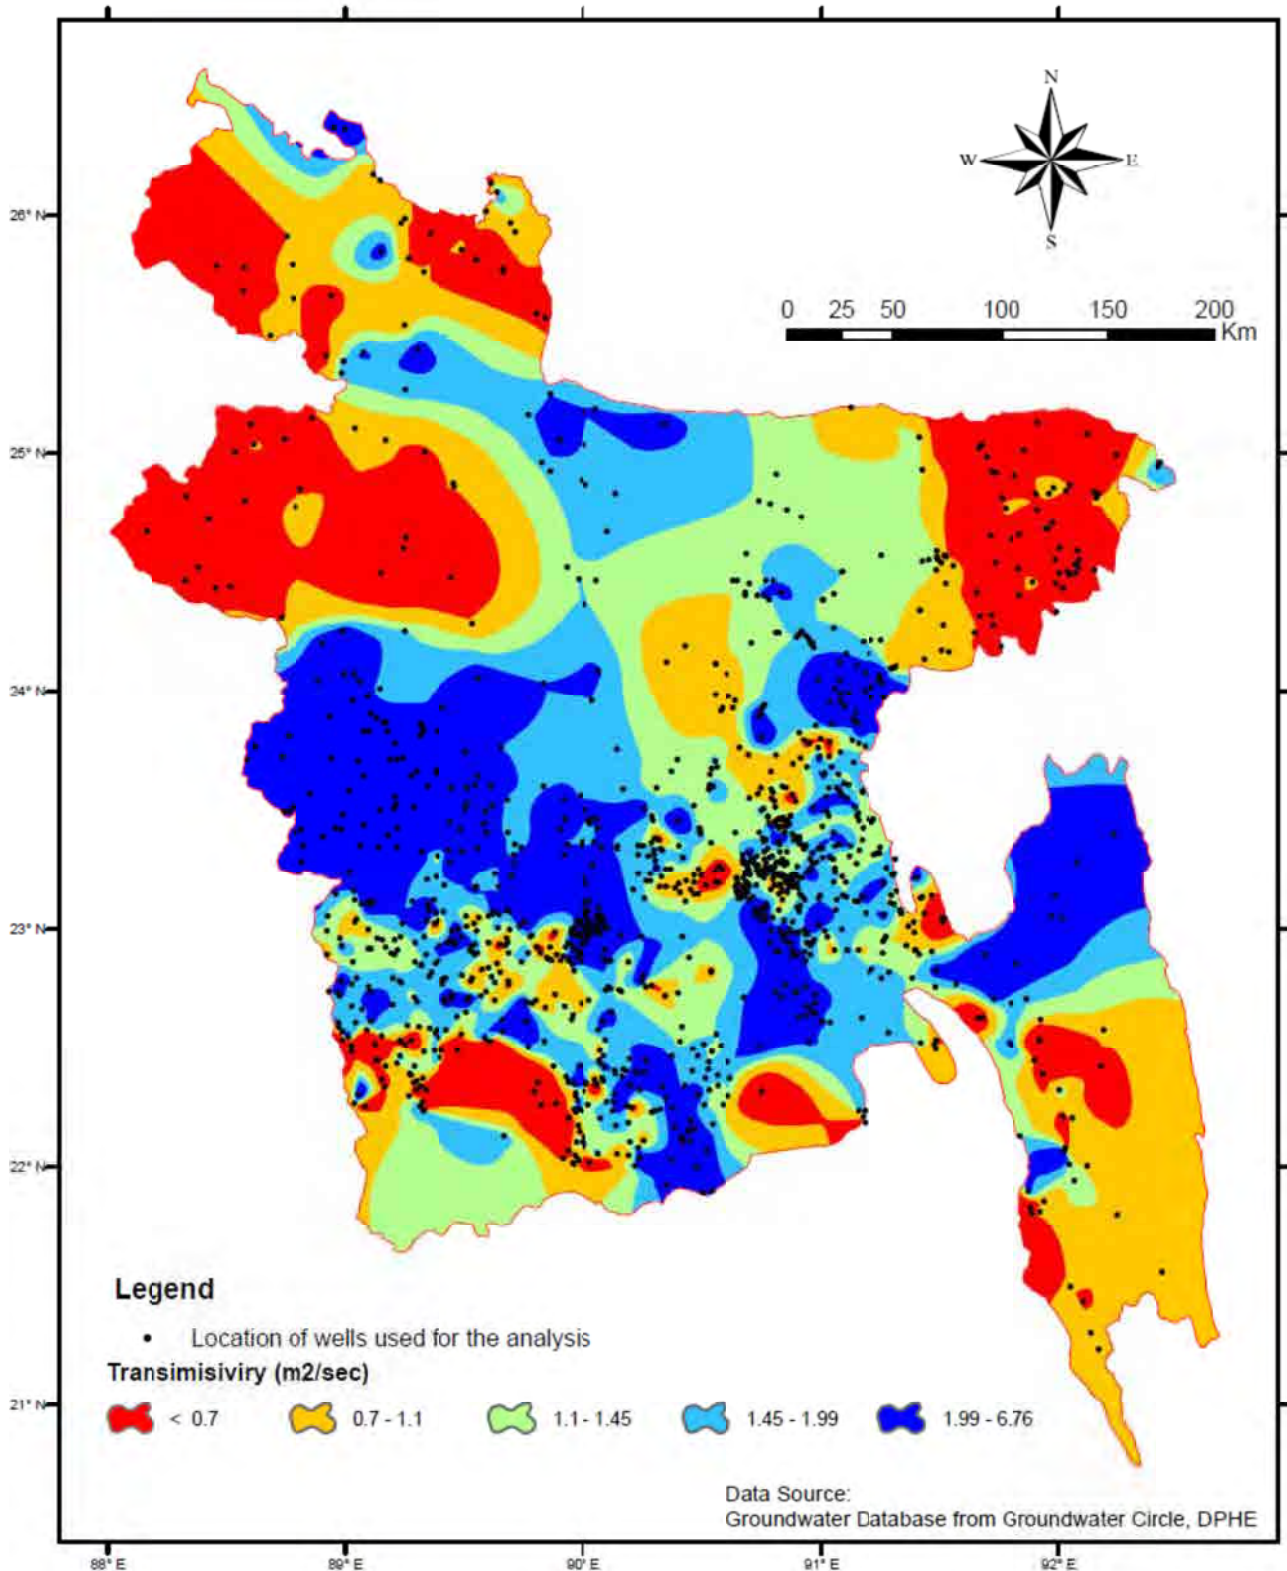 N
W E
S
0 25 50 100 150 200
Km
26° N
25° N
24° N
23° N
22° N
21° N
Legend
Location of wells used for the analysis
Transimisiviry (m2/sec)
< 0.7 0.7 - 1.1 1.1 - 1.45 1.45 - 1.99 1.99 - 6.76
Data Source:
Groundwater Database from Groundwater Circle, DPHE
88° E 89° E 90° E 91° E 92° E